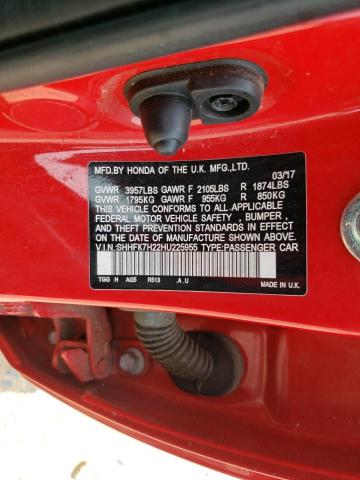 MFD.BY HONDA OF THE U.K. MFG.,LTD. 03/17
GVWR 3957LBS GAWR F 2105LBS R 1874LBS
GVWR 1795KG GAWR F 955KG R 850KG
THIS VEHICLE CONFORMS TO ALL APPLICABLE
FEDERAL MOTOR VEHICLE SAFETY, BUMPER ,
AND THEFT PREVENTION STANDARDS IN EFFECT
ON THE DATE OF MANUFACTURE SHOWN ABOVE.
V.I.N:SHHFK7H22HU225955 TYPE:PASSENGER CAR
TGG H AG5 R513 .A .U
MADE IN U.K.